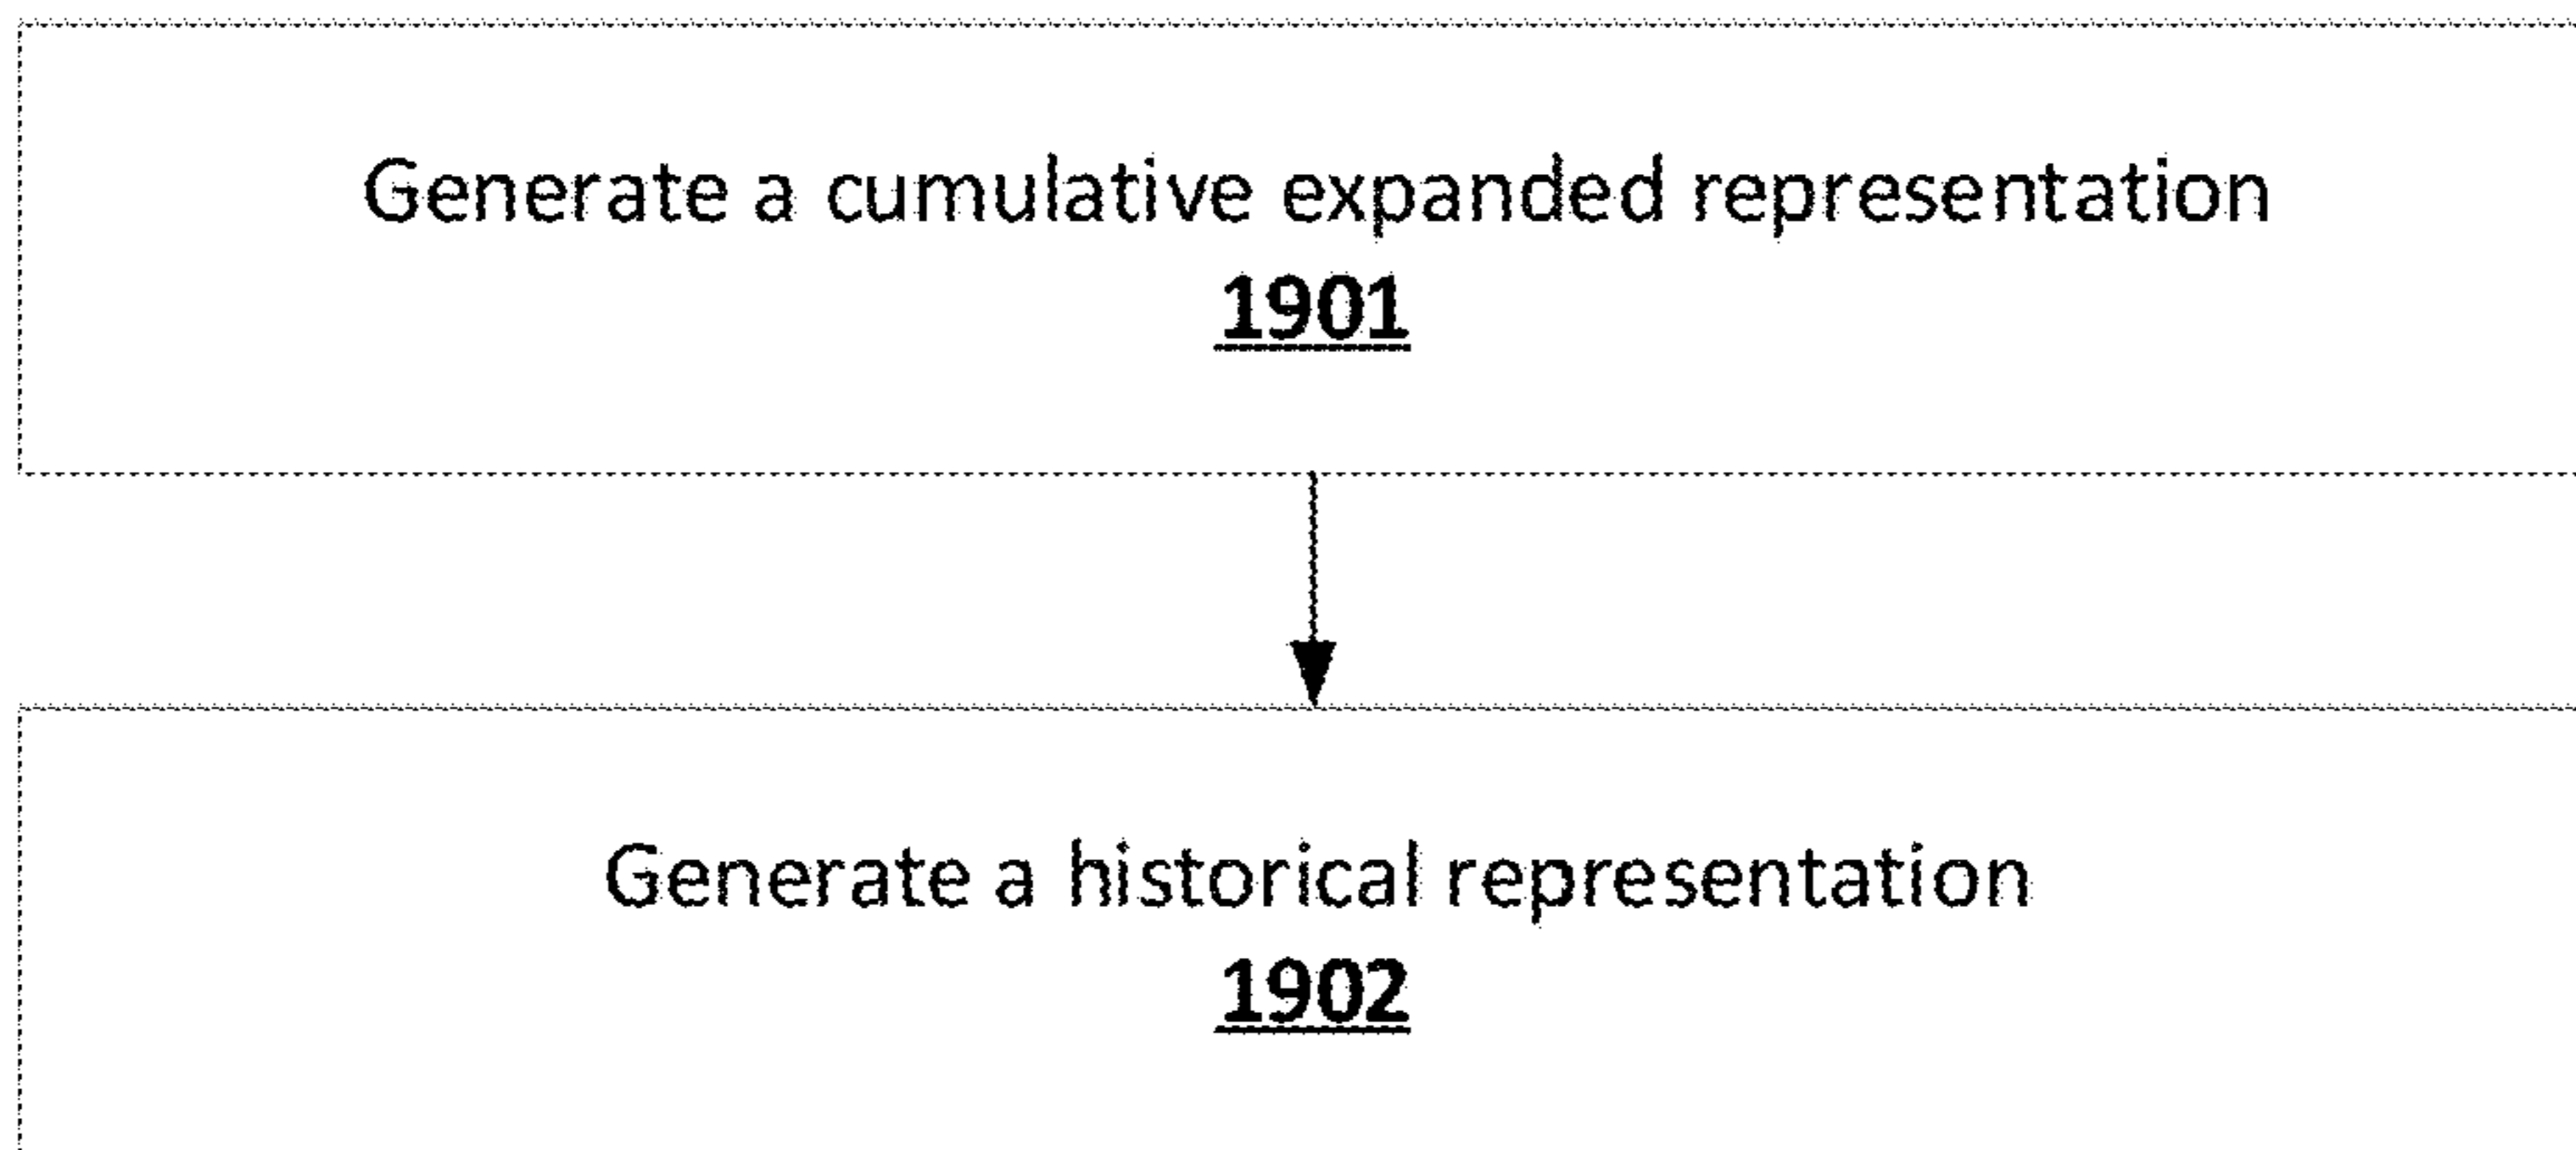 Generate a cumulative expanded representation
1901
Generate a historical representation
1902